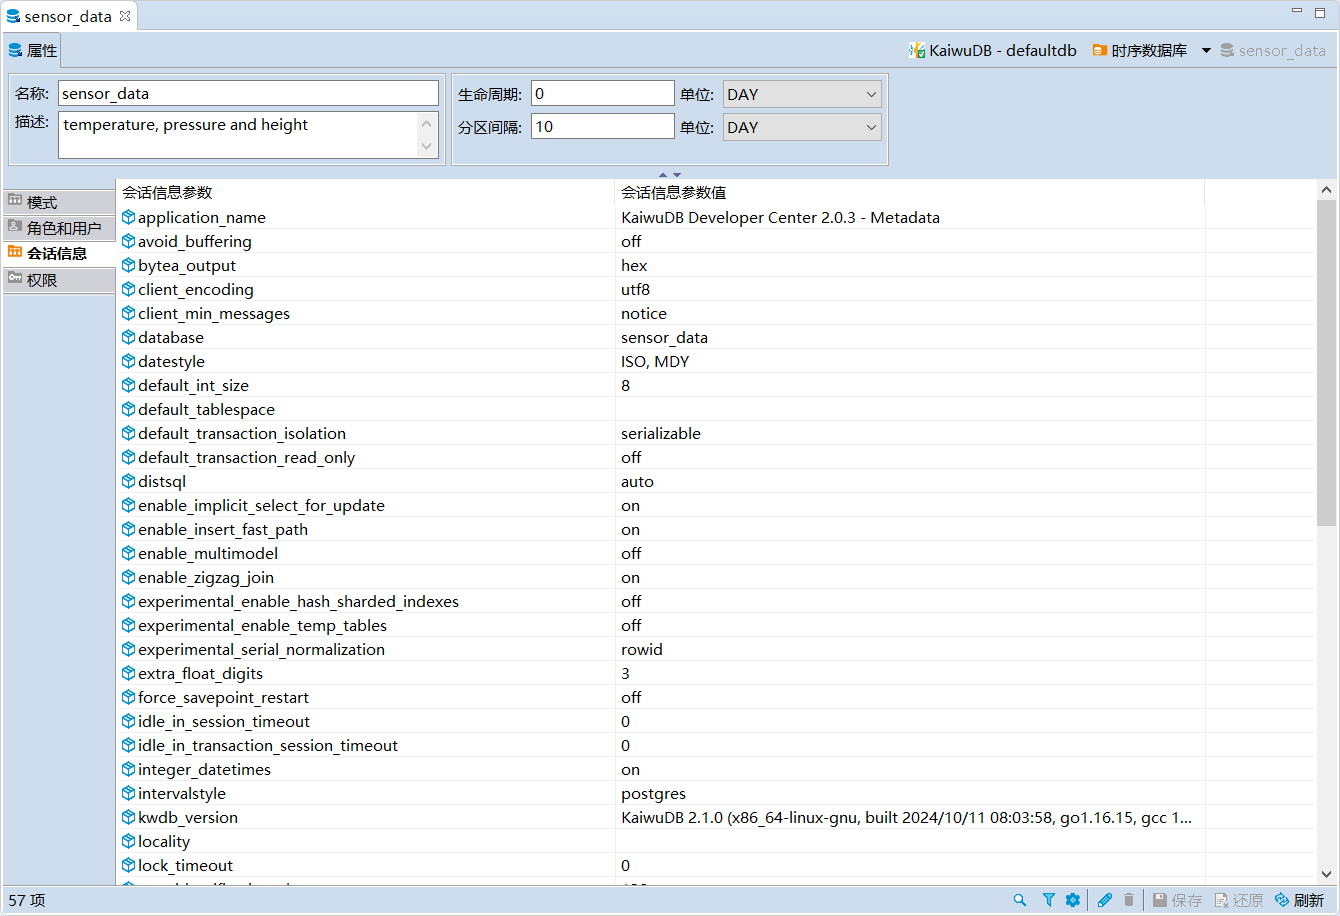 sensor_data
属性
KaiwuDB - defaultdb 时序数据库 sensor_data
名称: sensor_data
描述: temperature, pressure and height
生命周期: 0 单位: DAY
分区间隔: 10 单位: DAY
模式
角色和用户
会话信息
权限
会话信息参数 会话信息参数值
application_name KaiwuDB Developer Center 2.0.3 - Metadata
avoid_buffering off
bytea_output hex
client_encoding utf8
client_min_messages notice
database sensor_data
datestyle ISO, MDY
default_int_size 8
default_tablespace
default_transaction_isolation serializable
default_transaction_read_only off
distsql auto
enable_implicit_select_for_update on
enable_insert_fast_path on
enable_multimodel off
enable_zigzag_join on
experimental_enable_hash_sharded_indexes off
experimental_enable_temp_tables off
experimental_serial_normalization rowid
extra_float_digits 3
force_savepoint_restart off
idle_in_session_timeout 0
idle_in_transaction_session_timeout 0
integer_datetimes on
intervalstyle postgres
kwdb_version KaiwuDB 2.1.0 (x86_64-linux-gnu, built 2024/10/11 08:03:58, go1.16.15, gcc 1...
locality
lock_timeout 0
57 项 保存 还原 刷新